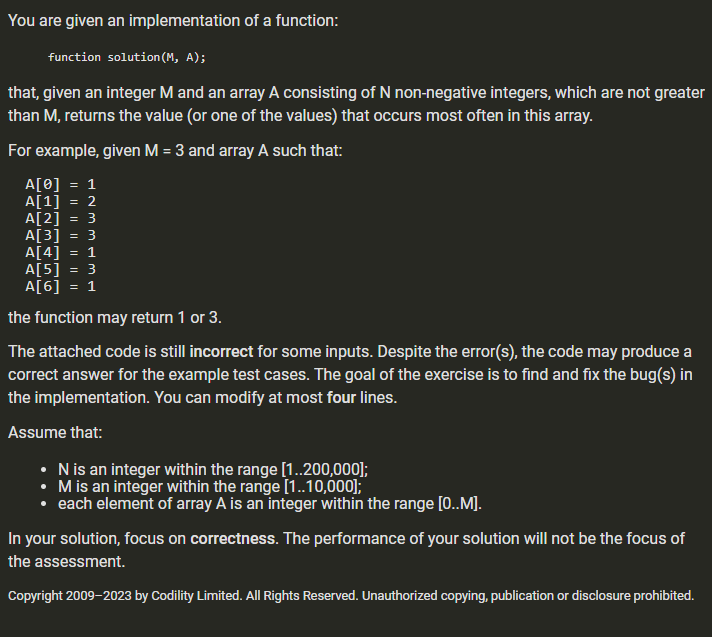 You are given an implementation of a function:
function solution(M, A);
that, given an integer M and an array A consisting of N non-negative integers, which are not greater
than M, returns the value (or one of the values) that occurs most often in this array.
For example, given M = 3 and array A such that:
A[0] = 1
A[1] = 2
A[2] = 3
A[3] = 3
A[4] = 1
A[5] = 3
A[6] = 1
the function may return 1 or 3.
The attached code is still incorrect for some inputs. Despite the error(s), the code may produce a
correct answer for the example test cases. The goal of the exercise is to find and fix the bug(s) in
the implementation. You can modify at most four lines.
Assume that:
• N is an integer within the range [1..200,000];
• M is an integer within the range [1..10,000];
• each element of array A is an integer within the range [0..M].
In your solution, focus on correctness. The performance of your solution will not be the focus of
the assessment.
Copyright 2009–2023 by Codility Limited. All Rights Reserved. Unauthorized copying, publication or disclosure prohibited.